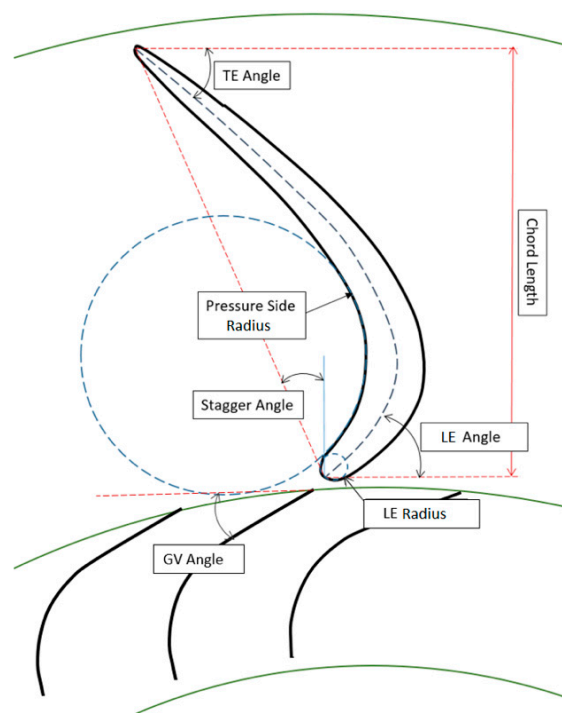 TE Angle
Chord Length
Pressure Side
Radius
Stagger Angle
LE Angle
LE Radius
GV Angle